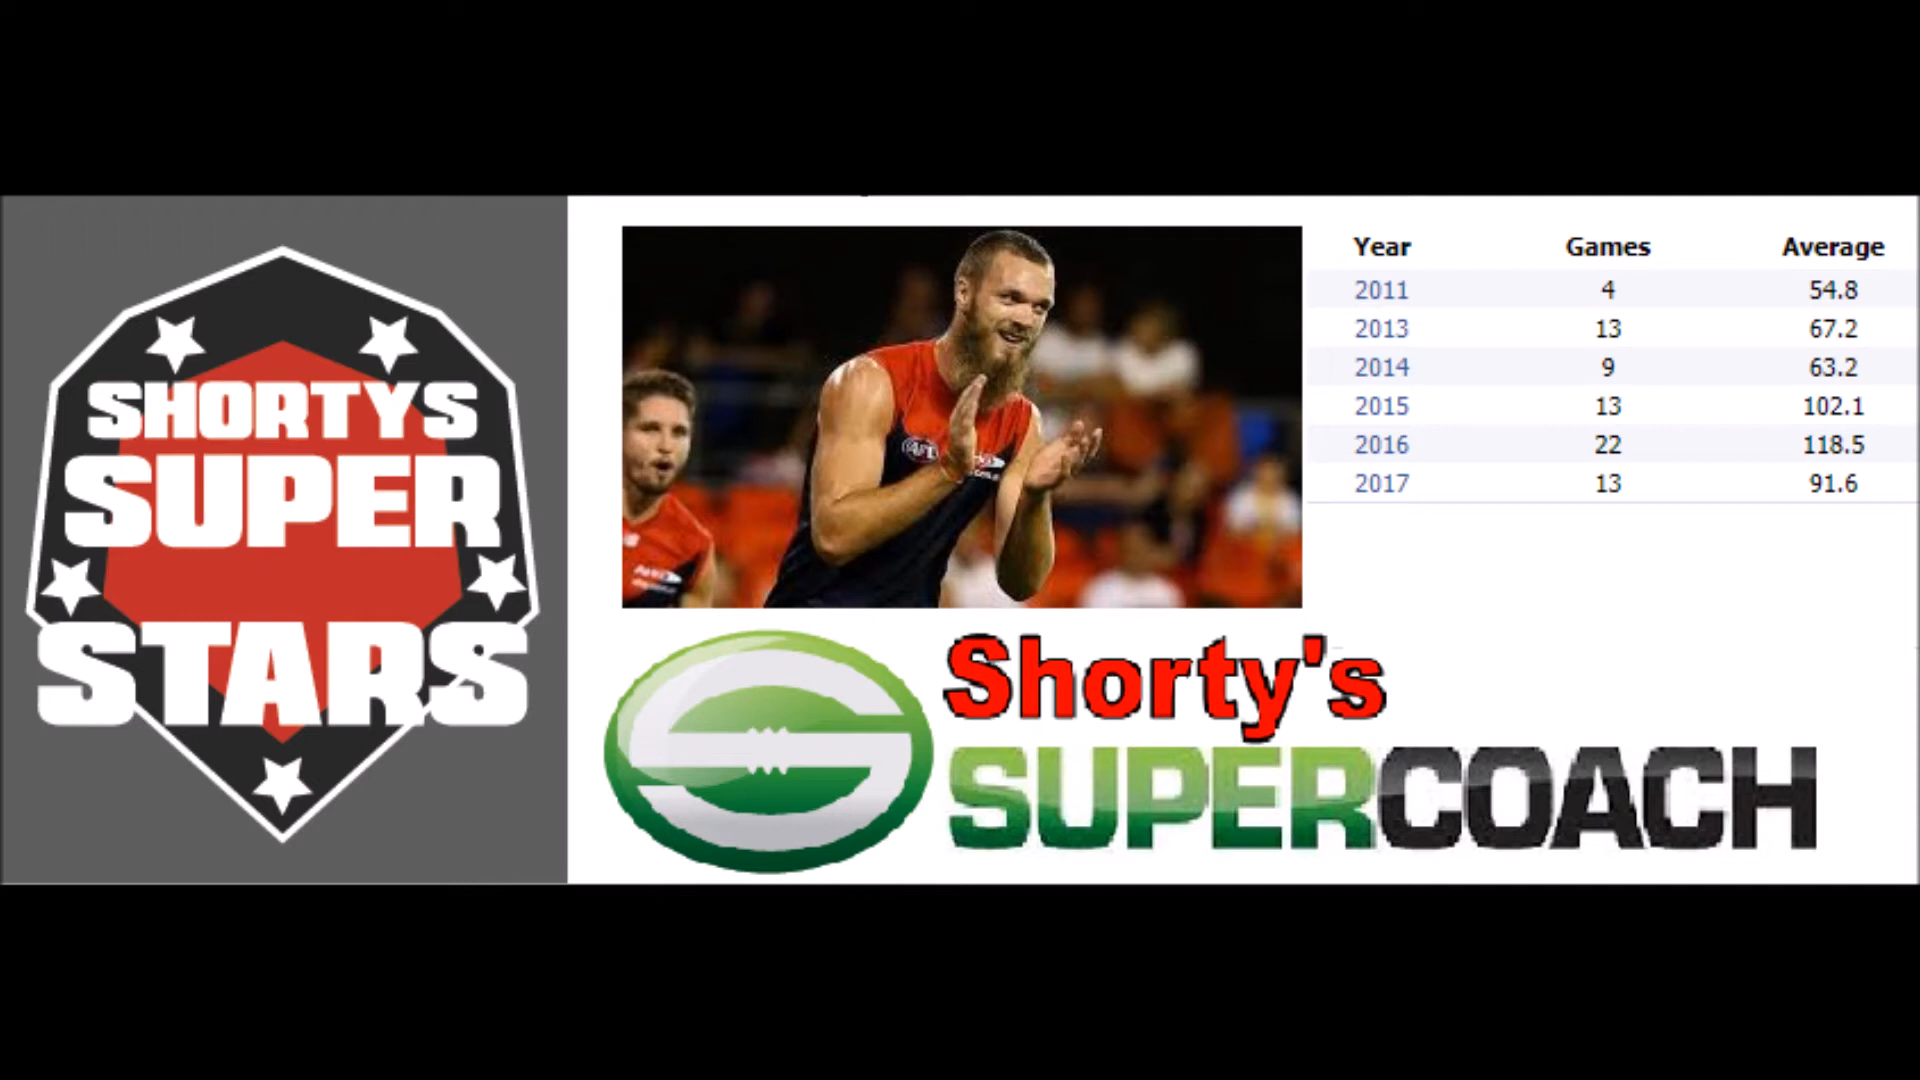 SHORTYS
SUPER
STARS
AFL
Year Games Average
2011 4 54.8
2013 13 67.2
2014 9 63.2
2015 13 102.1
2016 22 118.5
2017 13 91.6
Shorty's
SUPERCOACH